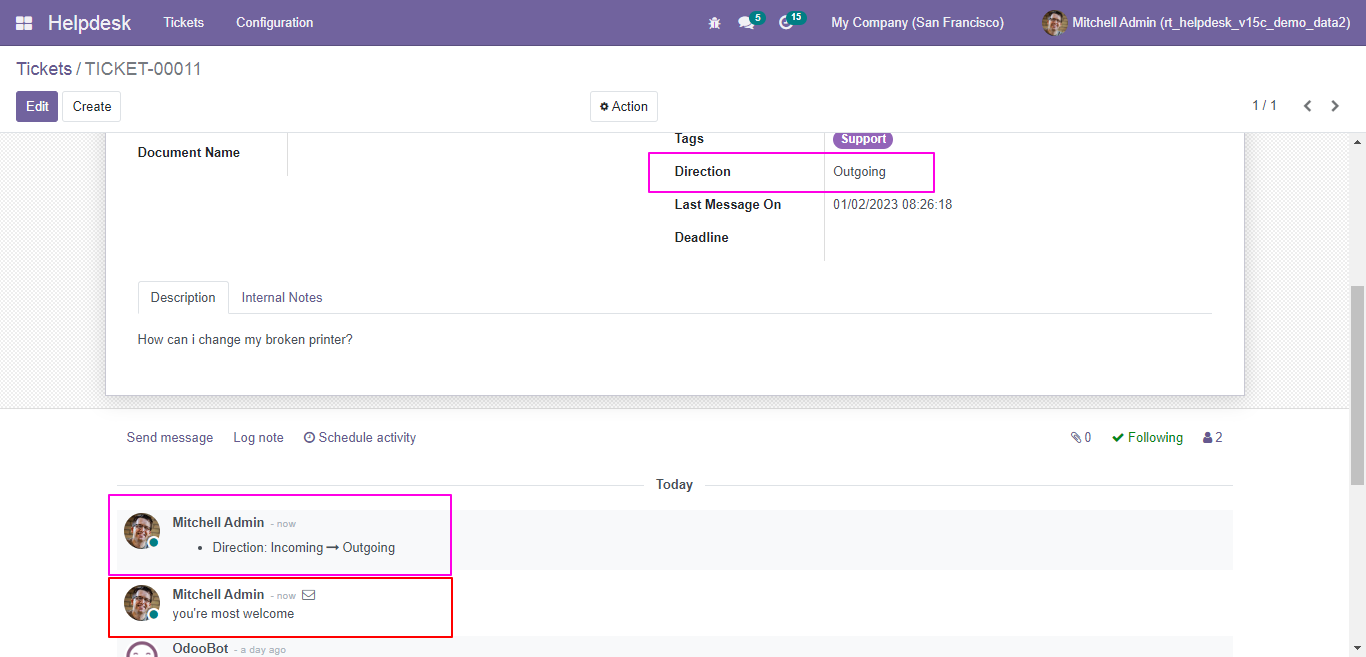 Helpdesk Tickets Configuration 5 15 My Company (San Francisco) Mitchell Admin (rt_helpdesk_v15c_demo_data2)
Tickets / TICKET-00011
Edit Create Action 1 / 1
Tags Support
Document Name
Direction Outgoing
Last Message On 01/02/2023 08:26:18
Deadline
Description Internal Notes
How can i change my broken printer?
Send message Log note Schedule activity 0 Following 2
Today
Mitchell Admin - now
• Direction: Incoming → Outgoing
Mitchell Admin - now
you're most welcome
OdooBot - a day ago